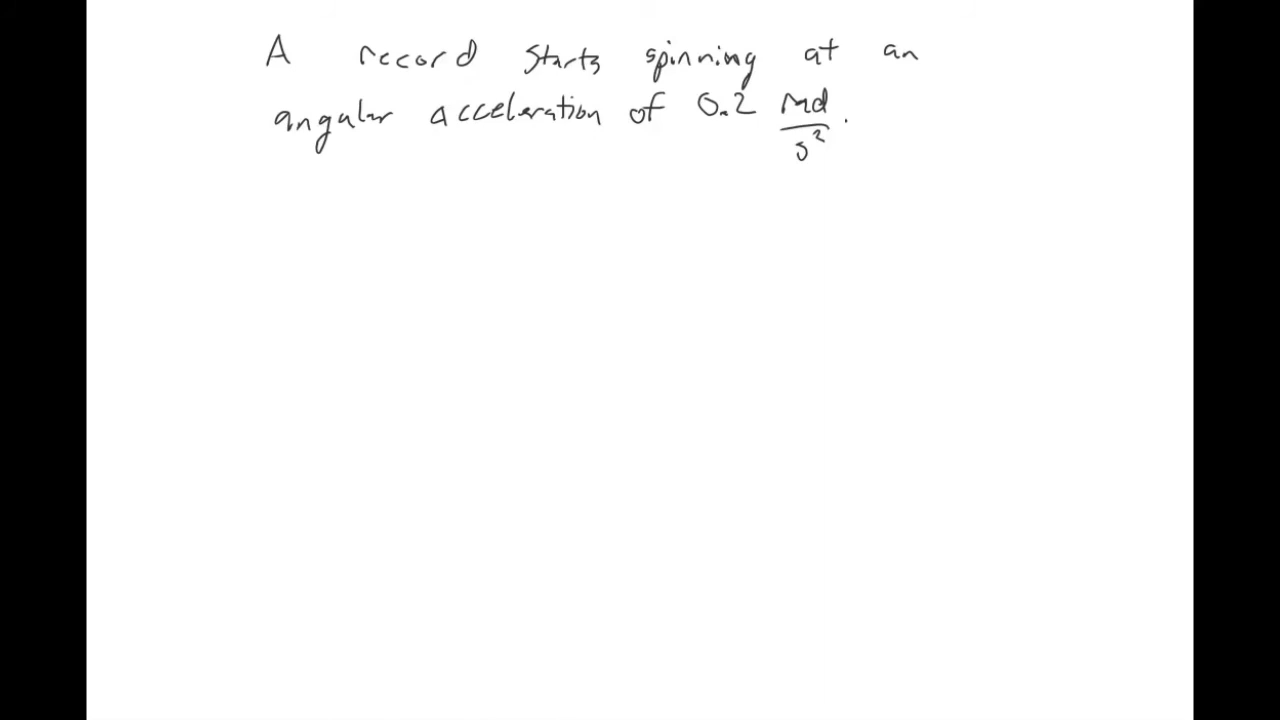 A record starts spinning at an
angular acceleration of 0.2 rad/s².